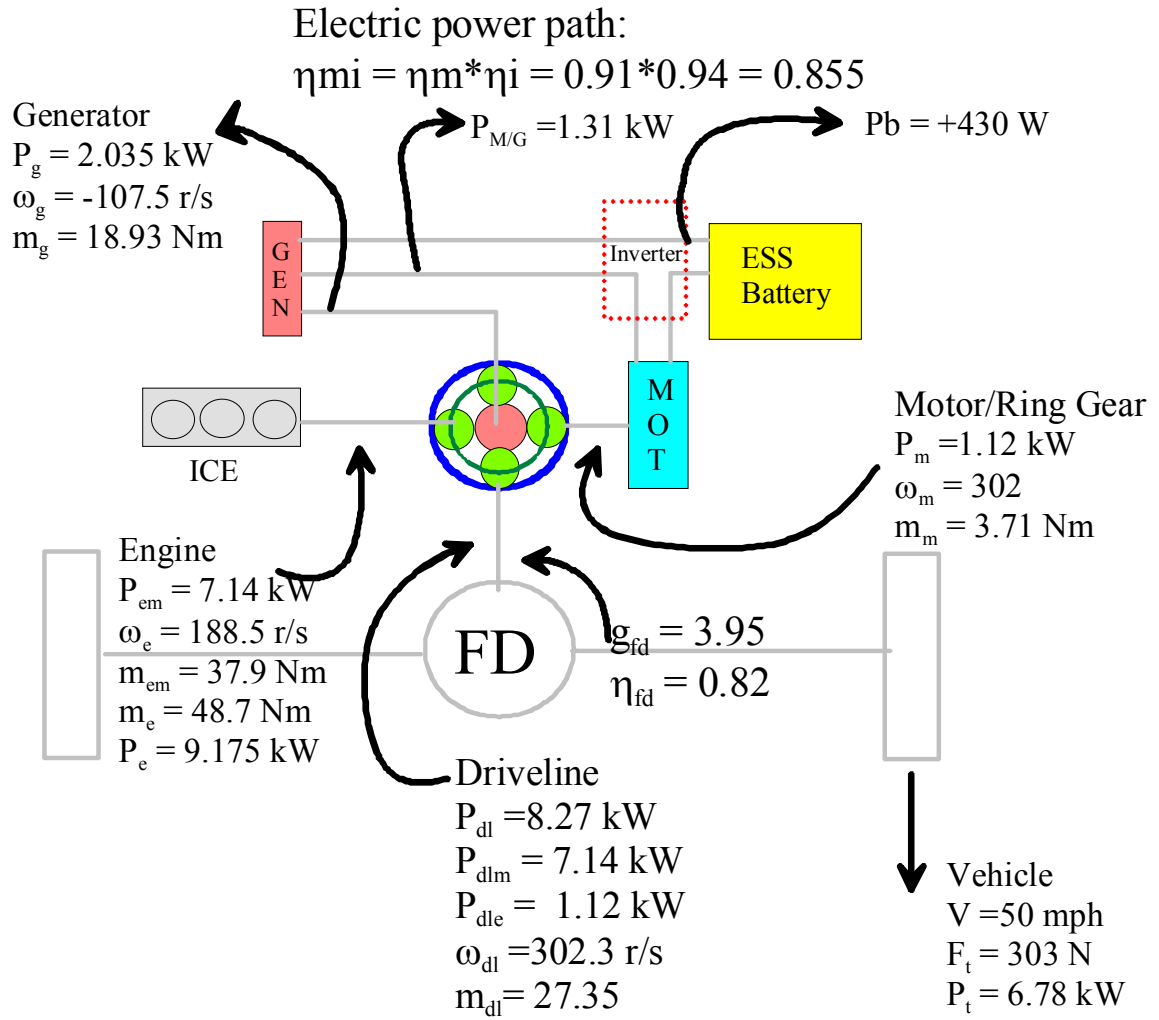 Electric power path:
ηmi = ηm*ηi = 0.91*0.94 = 0.855
Generator
P_g = 2.035 kW
ω_g = -107.5 r/s
m_g = 18.93 Nm
P_M/G =1.31 kW
Pb = +430 W
GEN
Inverter
ESS
Battery
MOT
ICE
Motor/Ring Gear
P_m = 1.12 kW
ω_m = 302
m_m = 3.71 Nm
Engine
P_em = 7.14 kW
ω_e = 188.5 r/s
m_em = 37.9 Nm
m_e = 48.7 Nm
P_e = 9.175 kW
FD
g_fd = 3.95
η_fd = 0.82
Driveline
P_dl =8.27 kW
P_dlm = 7.14 kW
P_dle = 1.12 kW
ω_dl =302.3 r/s
m_dl= 27.35
Vehicle
V =50 mph
F_t = 303 N
P_t = 6.78 kW